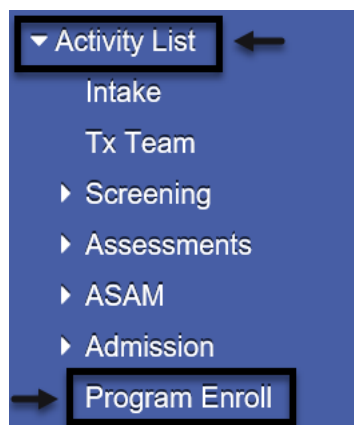 Activity List
Intake
Tx Team
Screening
Assessments
ASAM
Admission
Program Enroll